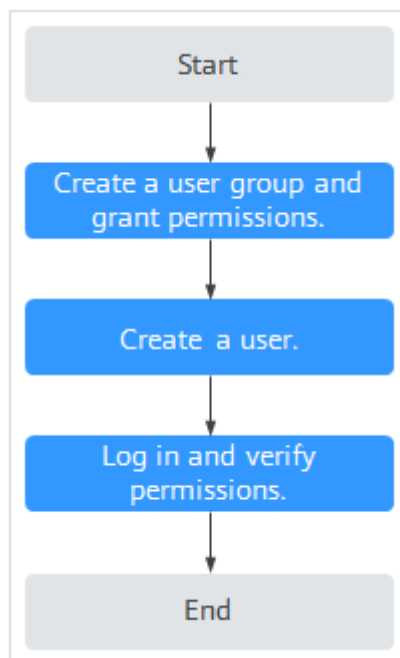 Start
Create a user group and
grant permissions.
Create a user.
Log in and verify
permissions.
End